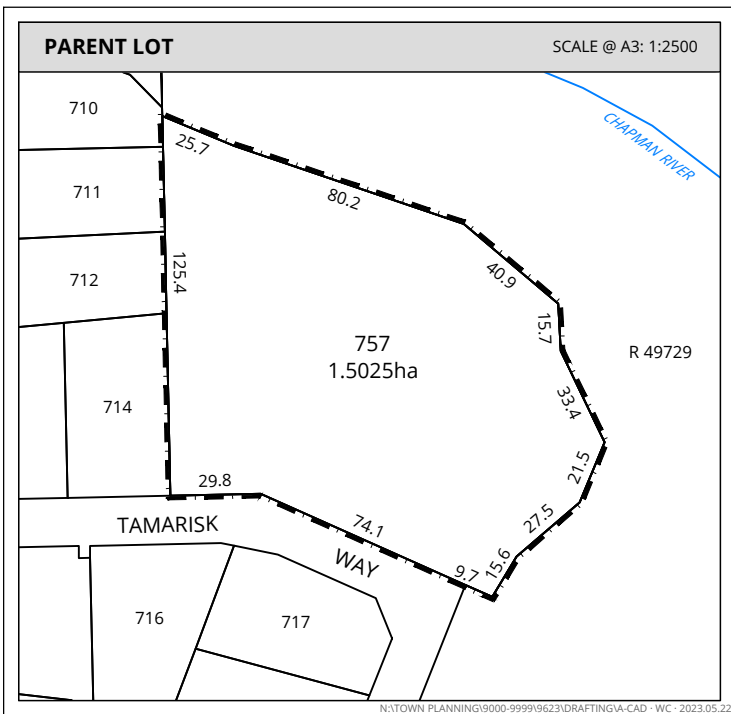 PARENT LOT
SCALE @ A3: 1:2500
710
25.7
CHAPMAN RIVER
711
80.2
712
125.4
40.9
15.7
757
1.5025ha
R 49729
714
33.4
29.8
21.5
TAMARISK
74.1
27.5
WAY
9.7
15.6
716
717
N:\TOWN PLANNING\9000-9999\9623\DRAFTING\A-CAD · WC · 2023.05.22